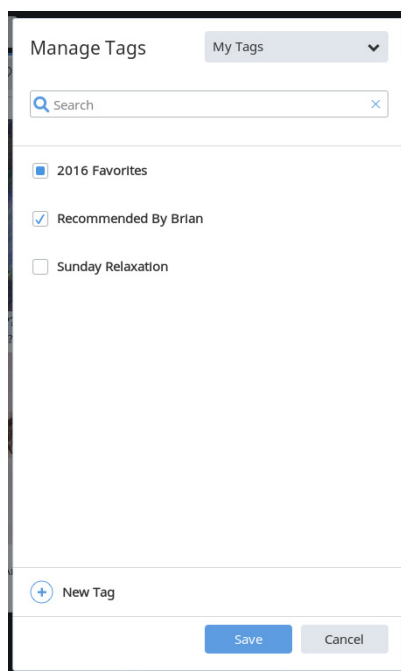 Manage Tags
My Tags
Search
2016 Favorites
Recommended By Brian
Sunday Relaxation
New Tag
Save
Cancel